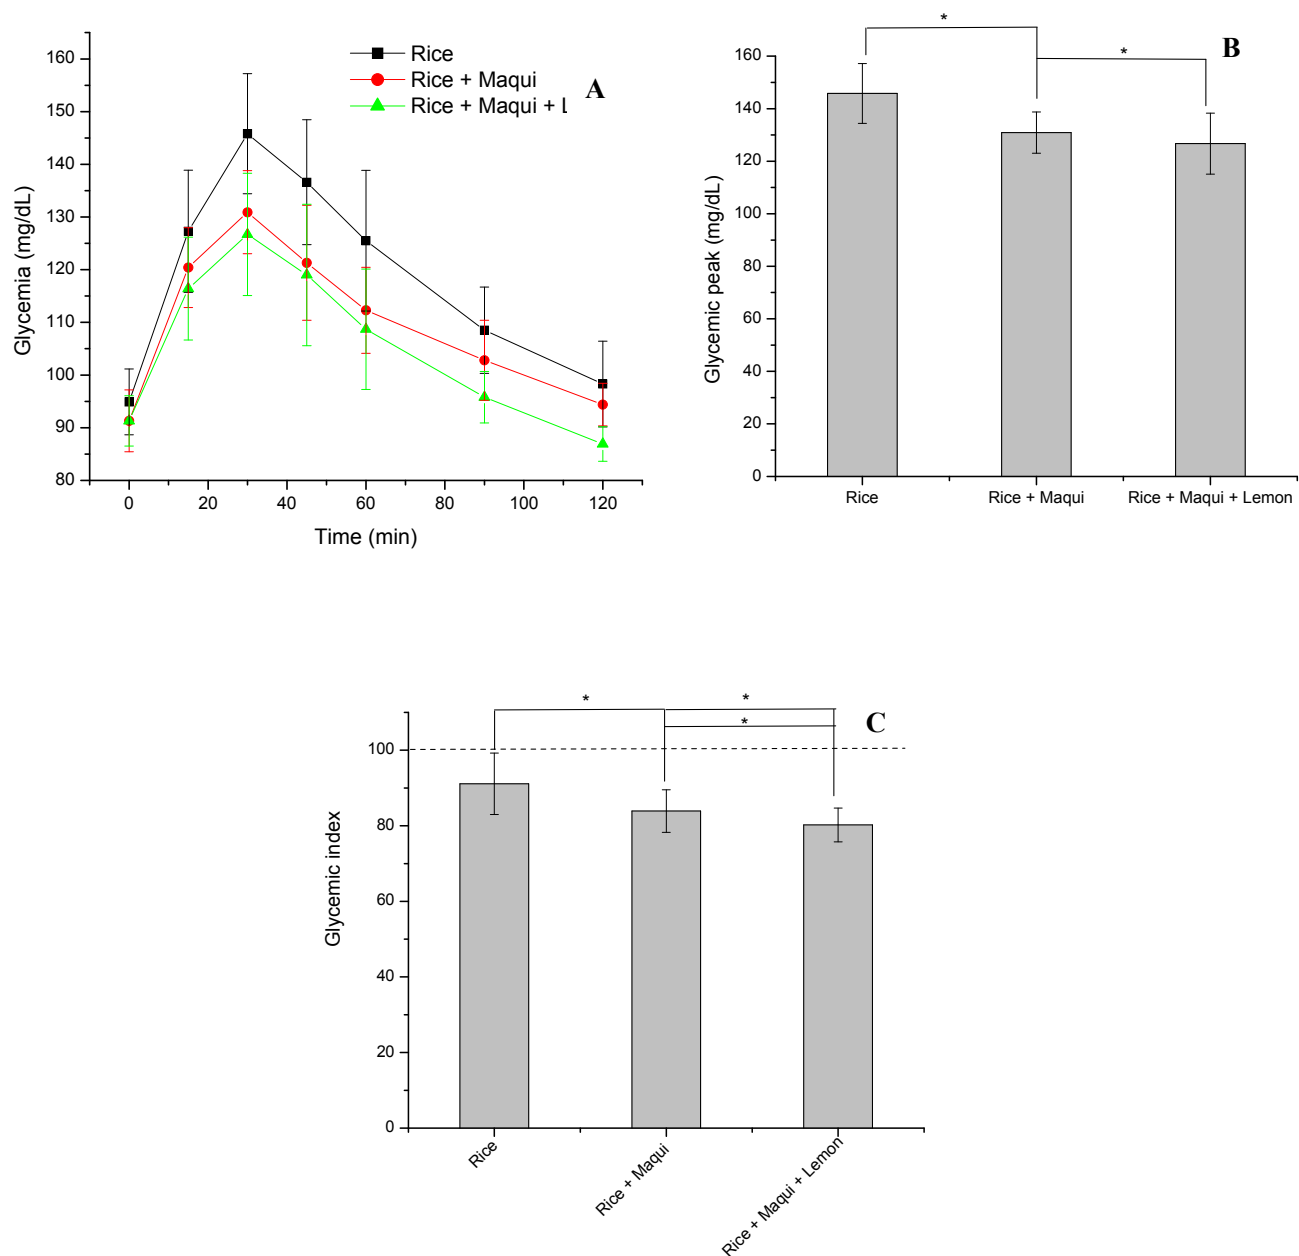 Rice
Rice + Maqui
Rice + Maqui + L
A
160
150
140
130
120
110
100
90
80
Glycemia (mg/dL)
0 20 40 60 80 100 120
Time (min)
* *
B
160
140
120
100
80
60
40
20
0
Glycemic peak (mg/dL)
Rice Rice + Maqui Rice + Maqui + Lemon
* *
*
C
100
80
60
40
20
0
Glycemic index
Rice
Rice + Maqui
Rice + Maqui + Lemon